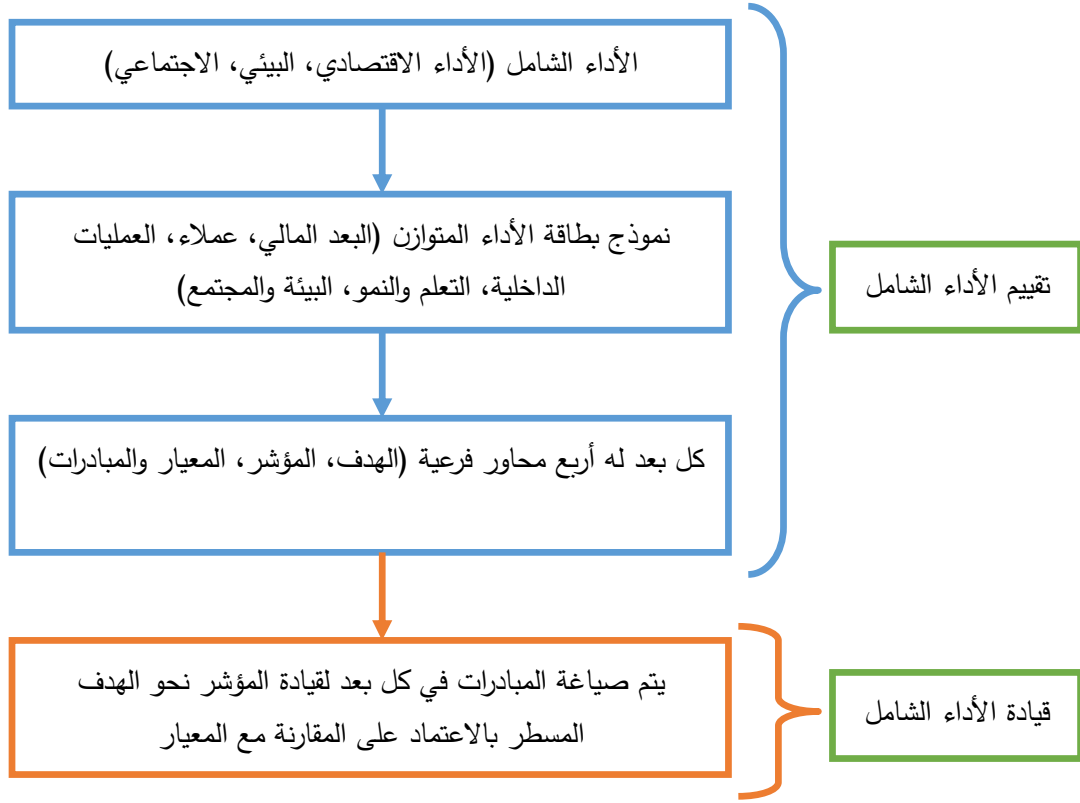 الأداء الشامل (الأداء الاقتصادي، البيئي، الاجتماعي)
نموذج بطاقة الأداء المتوازن (البعد المالي، عملاء، العمليات
الداخلية، التعلم والنمو، البيئة والمجتمع)
تقييم الأداء الشامل
كل بعد له أربع محاور فرعية (الهدف، المؤشر، المعيار والمبادرات)
يتم صياغة المبادرات في كل بعد لقيادة المؤشر نحو الهدف
المسطر بالاعتماد على المقارنة مع المعيار
قيادة الأداء الشامل